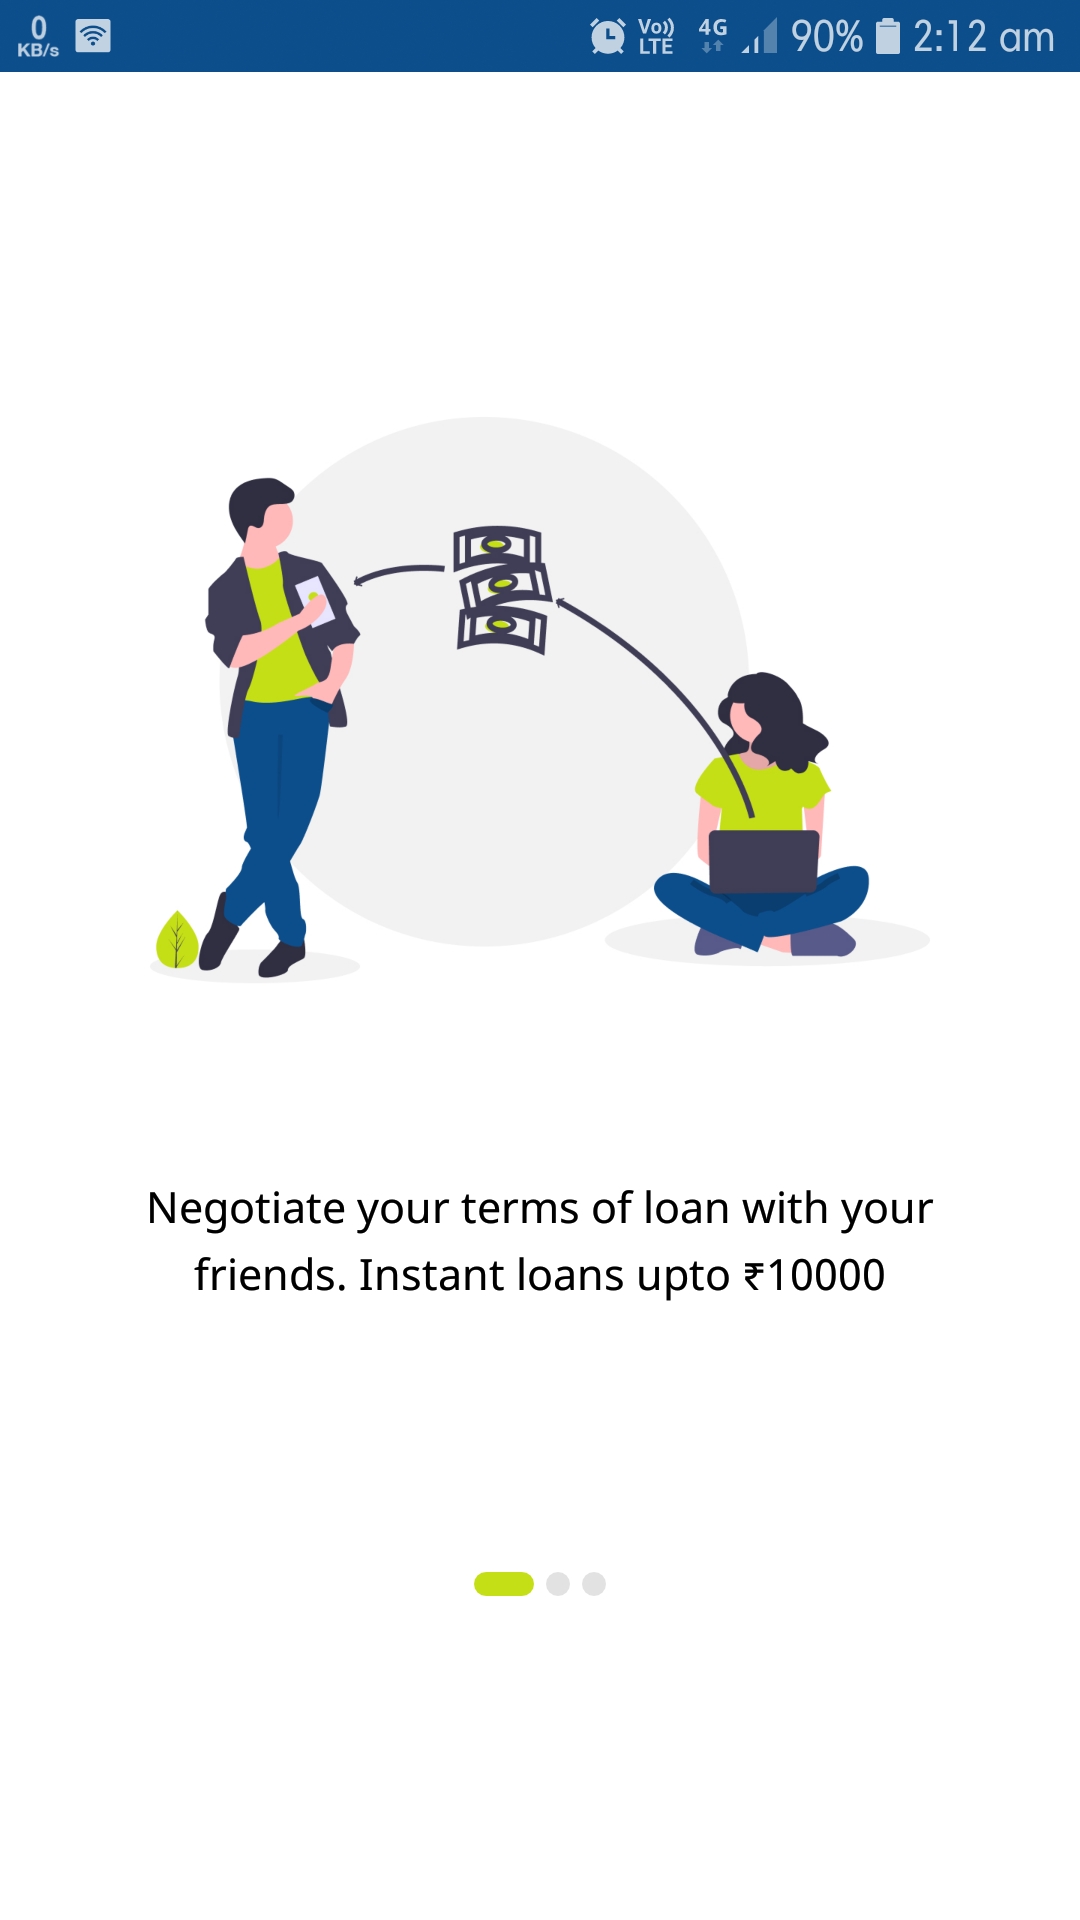 0 KB/s Vo)) LTE 4G 90% 2:12 am
Negotiate your terms of loan with your
friends. Instant loans upto ₹10000